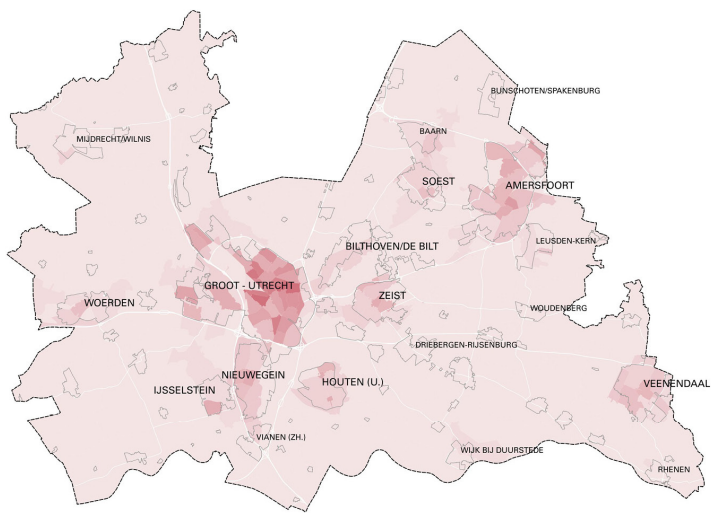 BUNSCHOTEN/SPAKENBURG
BAARN
MIJDRECHT/WILNIS
SOEST
AMERSFOORT
LEUSDEN-KERN
BILTHOVEN/DE BILT
GROOT - UTRECHT
ZEIST
WOERDEN
WOUDENBERG
DRIEBERGEN-RIJSENBURG
NIEUWEGEIN
HOUTEN (U.)
VEENENDAAL
IJSSELSTEIN
VIANEN (ZH.)
WIJK BIJ DUURSTEDE
RHENEN